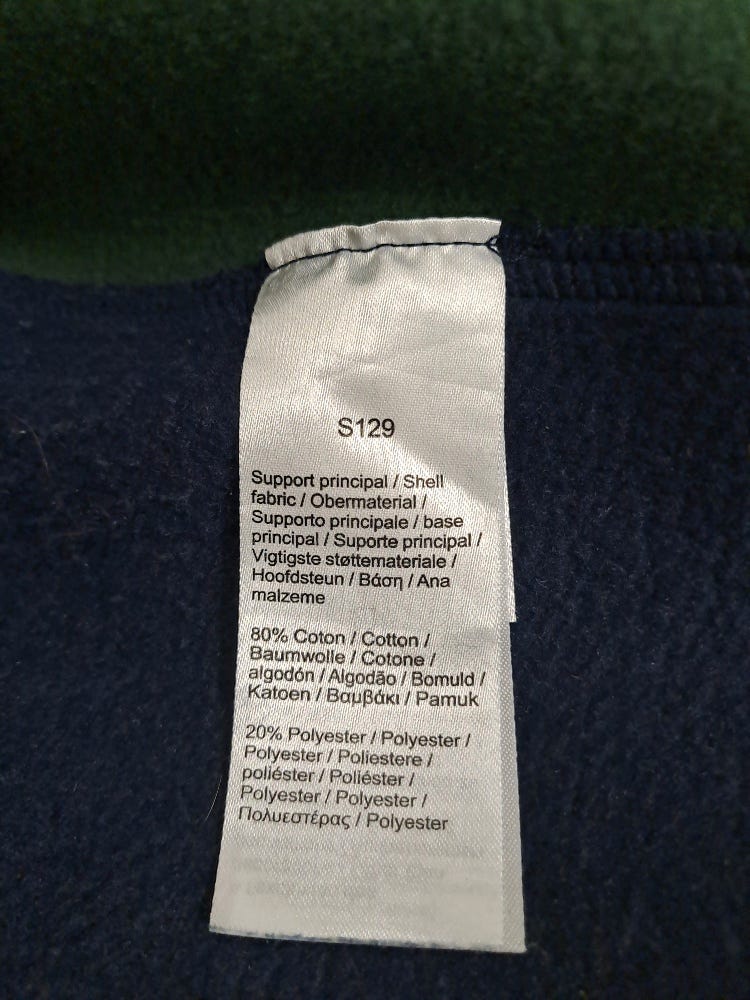 S129
Support principal / Shell
fabric / Obermaterial /
Supporto principale / base
principal / Suporte principal /
Vigtigste støttemateriale /
Hoofdsteun / Βάση / Ana
malzeme
80% Coton / Cotton /
Baumwolle / Cotone /
algodón / Algodão / Bomuld /
Katoen / Βαμβάκι / Pamuk
20% Polyester / Polyester /
Polyester / Poliestere /
poliéster / Poliéster /
Polyester / Polyester /
Πολυεστέρας / Polyester